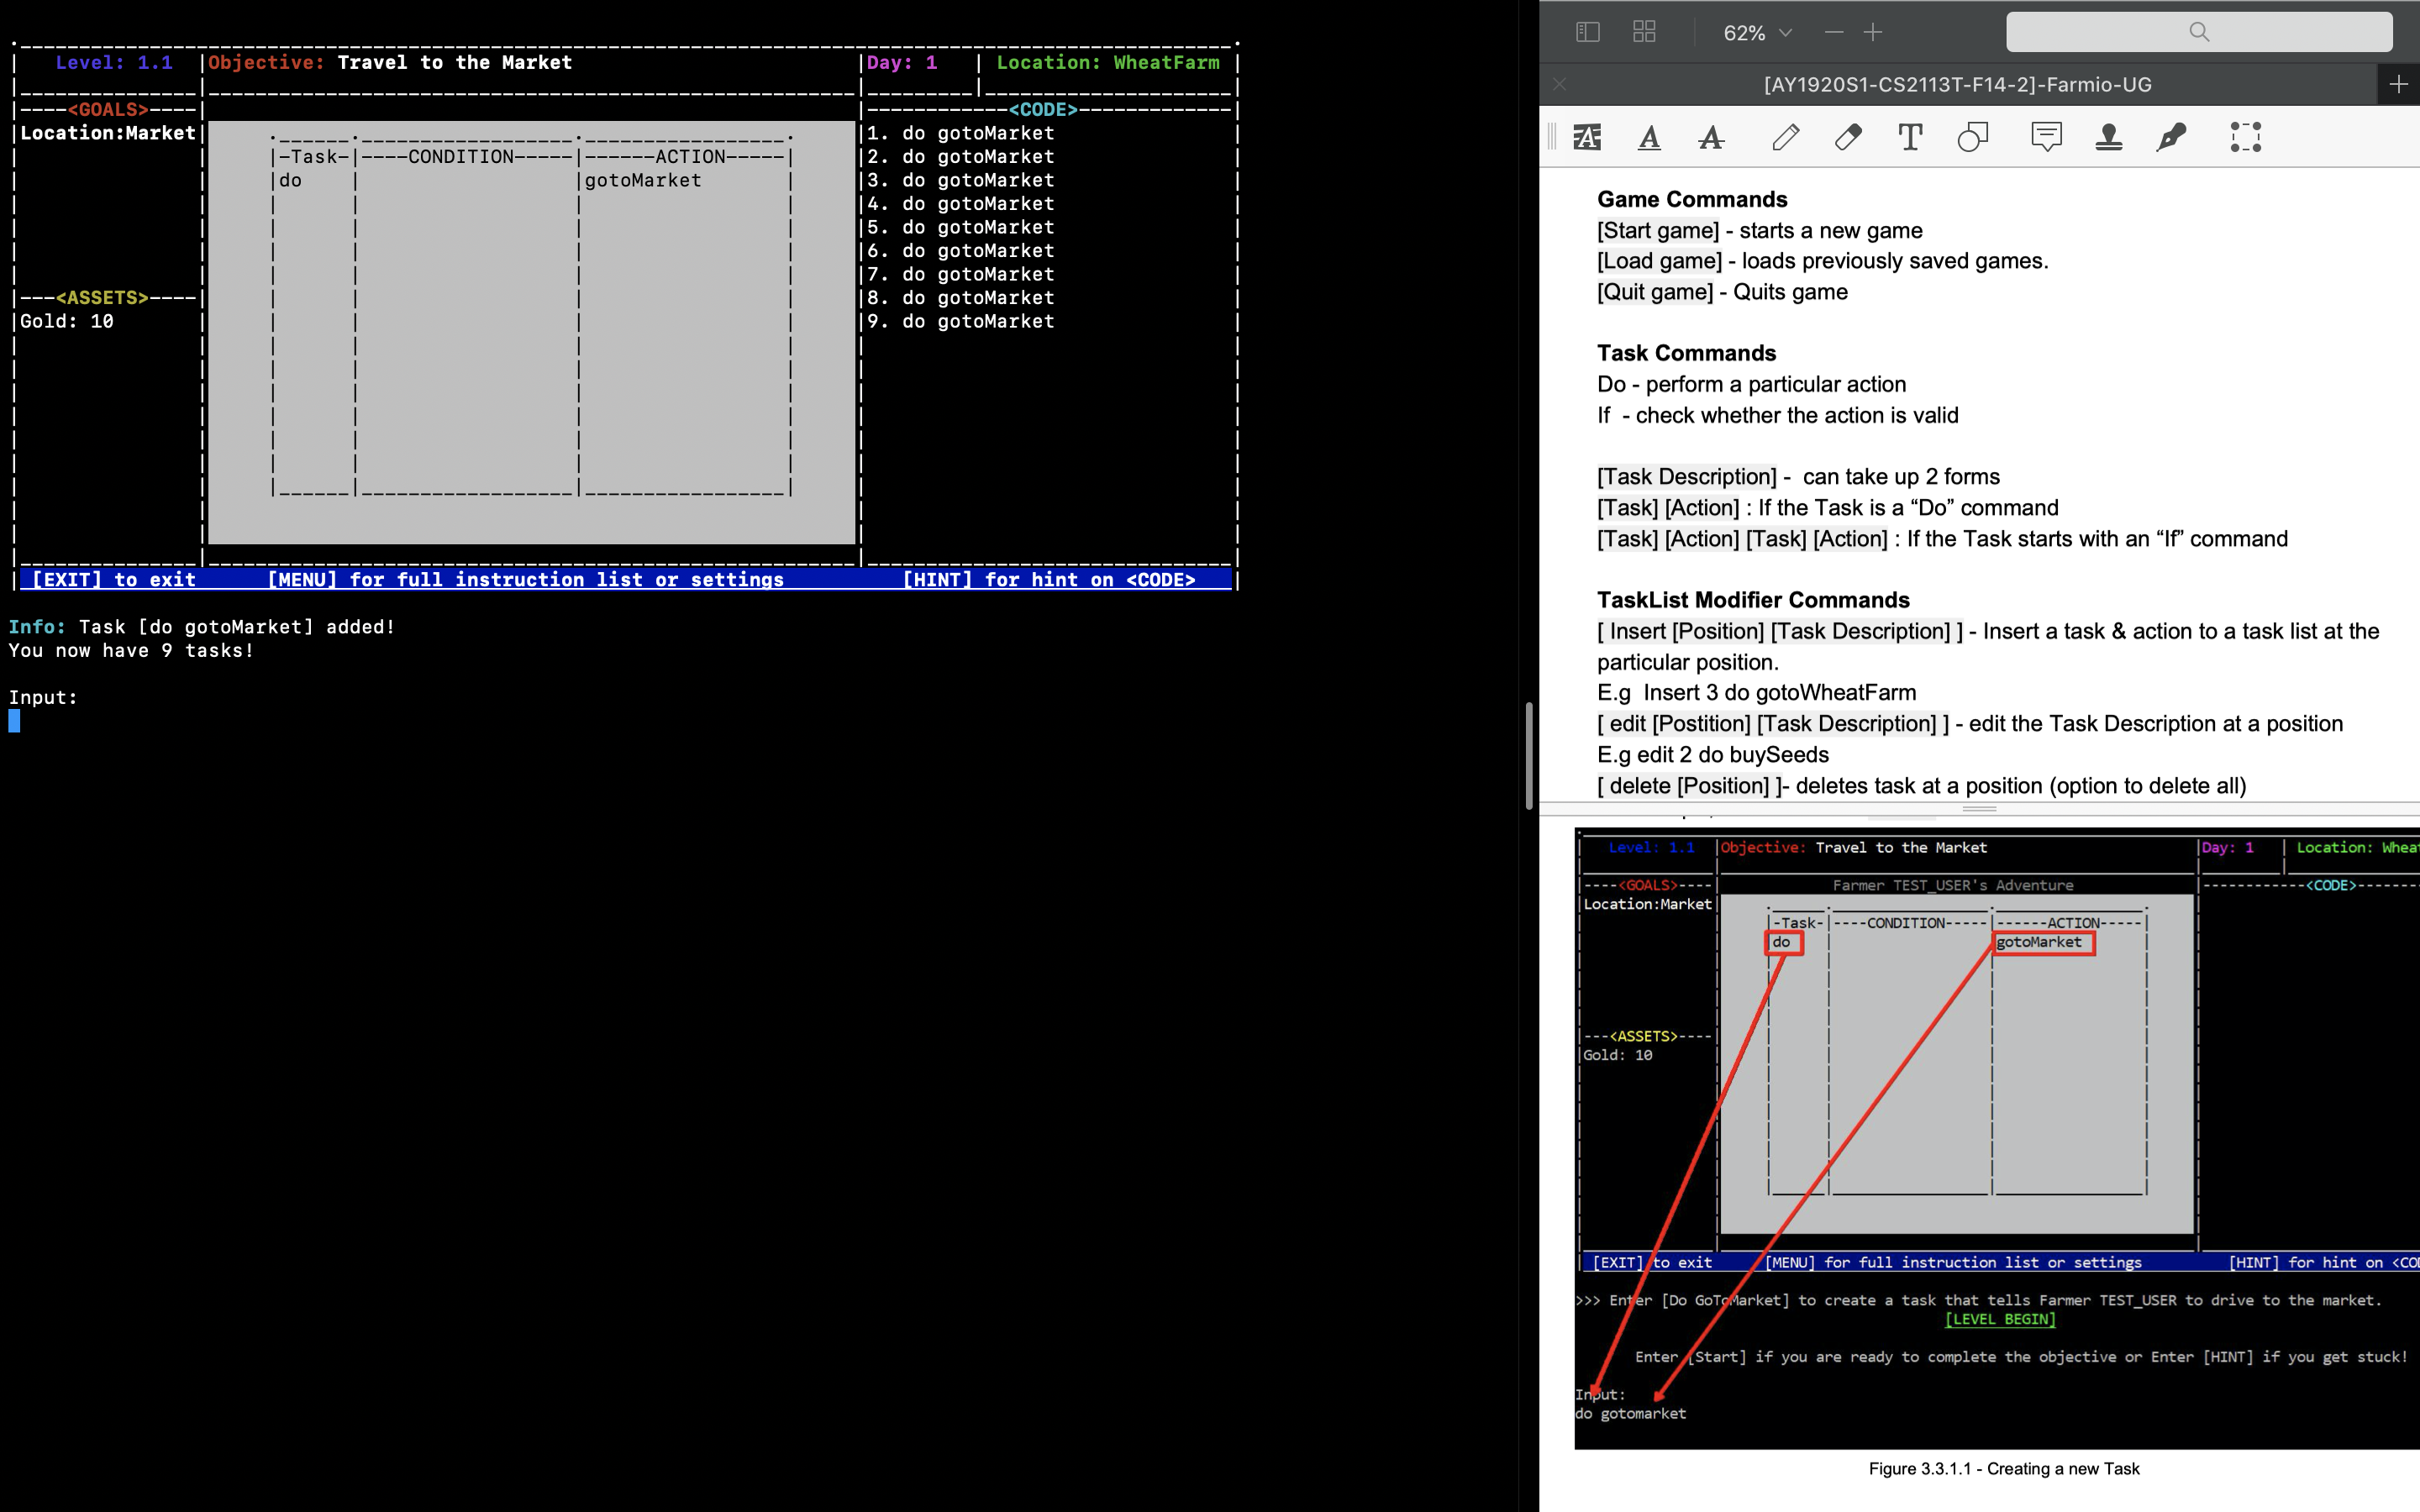 Level: 1.1 Objective: Travel to the Market Day: 1 Location: WheatFarm
----<GOALS>---- ------------<CODE>-------------
Location:Market 1. do gotoMarket
-Task- ----CONDITION----- ------ACTION----- 2. do gotoMarket
do gotoMarket 3. do gotoMarket
4. do gotoMarket
5. do gotoMarket
6. do gotoMarket
7. do gotoMarket
---<ASSETS>---- 8. do gotoMarket
Gold: 10 9. do gotoMarket
[EXIT] to exit [MENU] for full instruction list or settings [HINT] for hint on <CODE>
Info: Task [do gotoMarket] added!
You now have 9 tasks!
Input:
62%
[AY1920S1-CS2113T-F14-2]-Farmio-UG
Game Commands
[Start game] - starts a new game
[Load game] - loads previously saved games.
[Quit game] - Quits game
Task Commands
Do - perform a particular action
If - check whether the action is valid
[Task Description] - can take up 2 forms
[Task] [Action] : If the Task is a “Do” command
[Task] [Action] [Task] [Action] : If the Task starts with an “If” command
TaskList Modifier Commands
[ Insert [Position] [Task Description] ] - Insert a task & action to a task list at the
particular position.
E.g Insert 3 do gotoWheatFarm
[ edit [Postition] [Task Description] ] - edit the Task Description at a position
E.g edit 2 do buySeeds
[ delete [Position] ]- deletes task at a position (option to delete all)
Level: 1.1 Objective: Travel to the Market Day: 1 Location: Wheat
----<GOALS>---- Farmer TEST_USER's Adventure ------------<CODE>-------
Location:Market
-Task- ----CONDITION----- ------ACTION-----
do gotoMarket
---<ASSETS>----
Gold: 10
[EXIT] to exit [MENU] for full instruction list or settings [HINT] for hint on <COD
>>> Enter [Do GoToMarket] to create a task that tells Farmer TEST_USER to drive to the market.
[LEVEL BEGIN]
Enter [Start] if you are ready to complete the objective or Enter [HINT] if you get stuck!
Input:
do gotomarket
Figure 3.3.1.1 - Creating a new Task